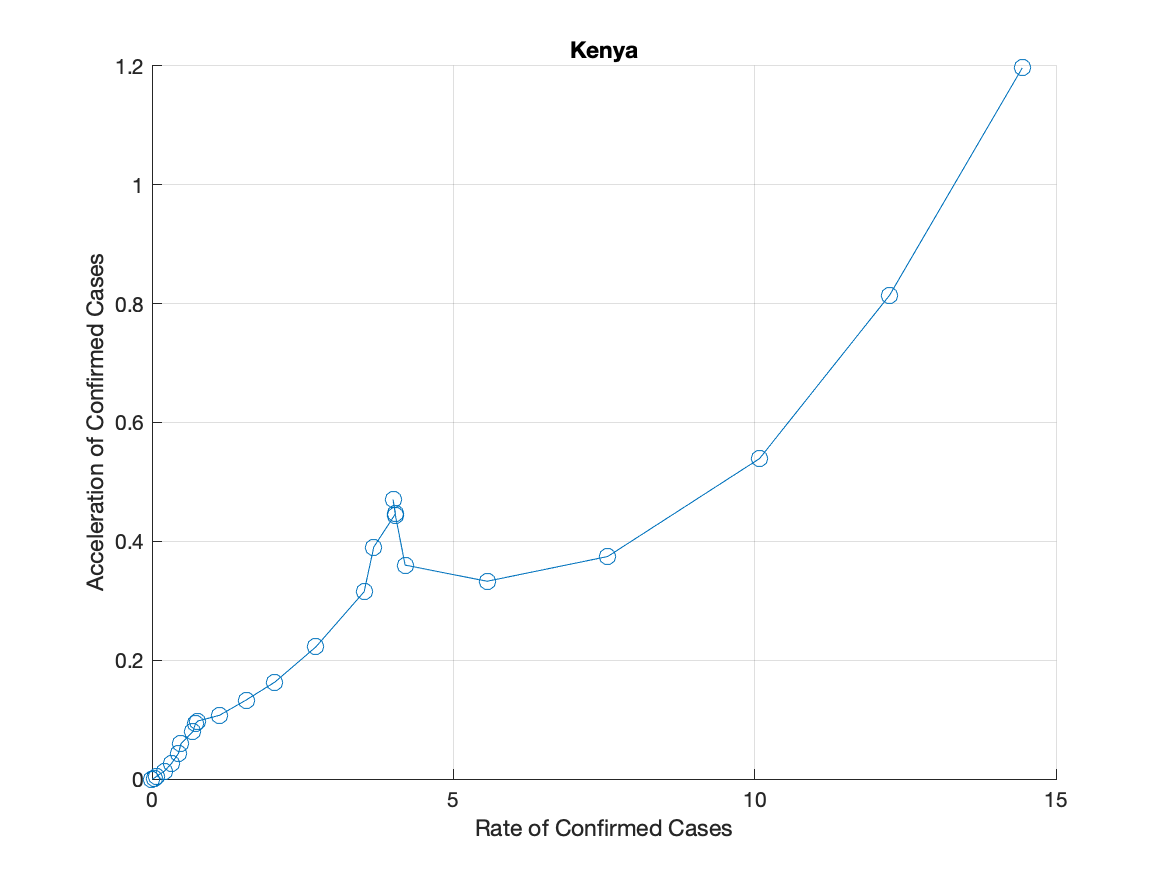 Kenya
1.2
1
0.8
0.6
0.4
0.2
0
Acceleration of Confirmed Cases
0 5 10 15
Rate of Confirmed Cases